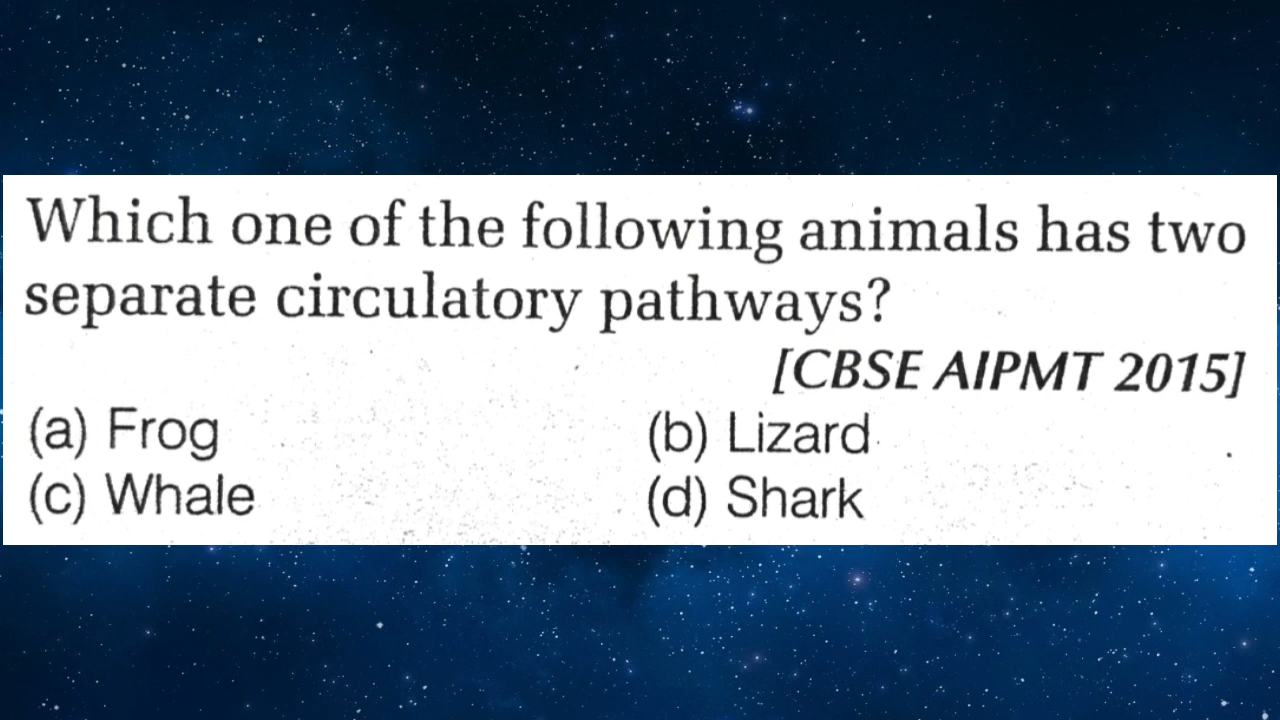 Which one of the following animals has two
separate circulatory pathways?
[CBSE AIPMT 2015]
(a) Frog (b) Lizard
(c) Whale (d) Shark